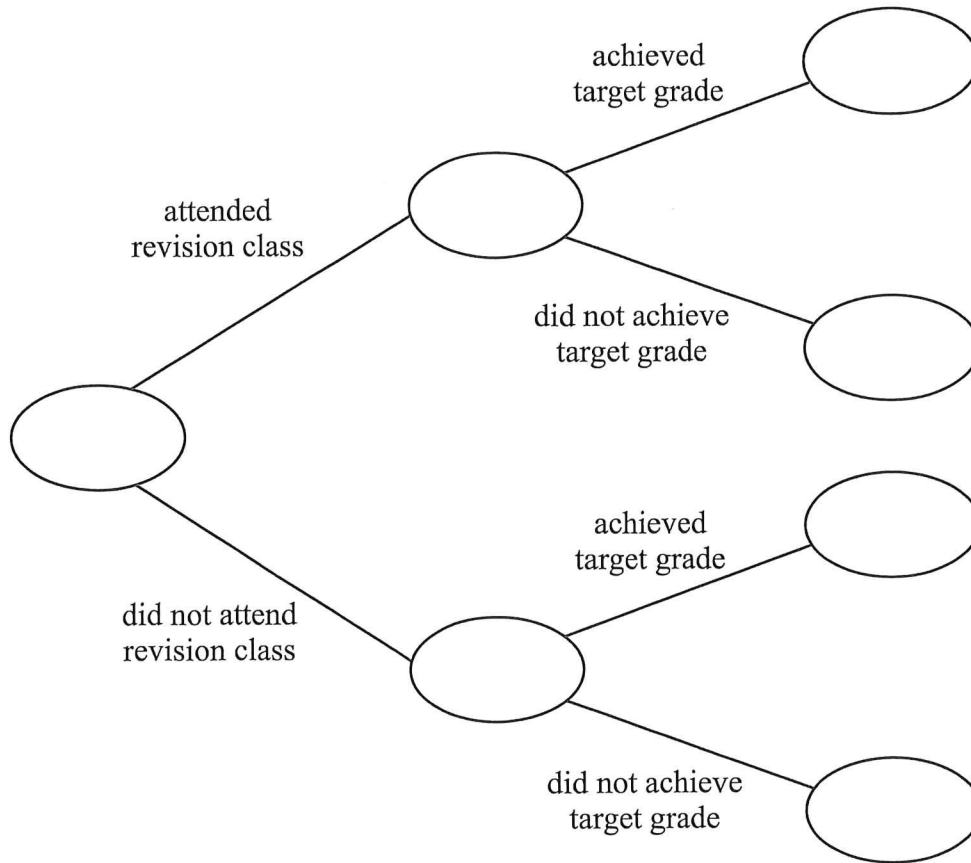 achieved
target grade
attended
revision class
did not achieve
target grade
achieved
target grade
did not attend
revision class
did not achieve
target grade